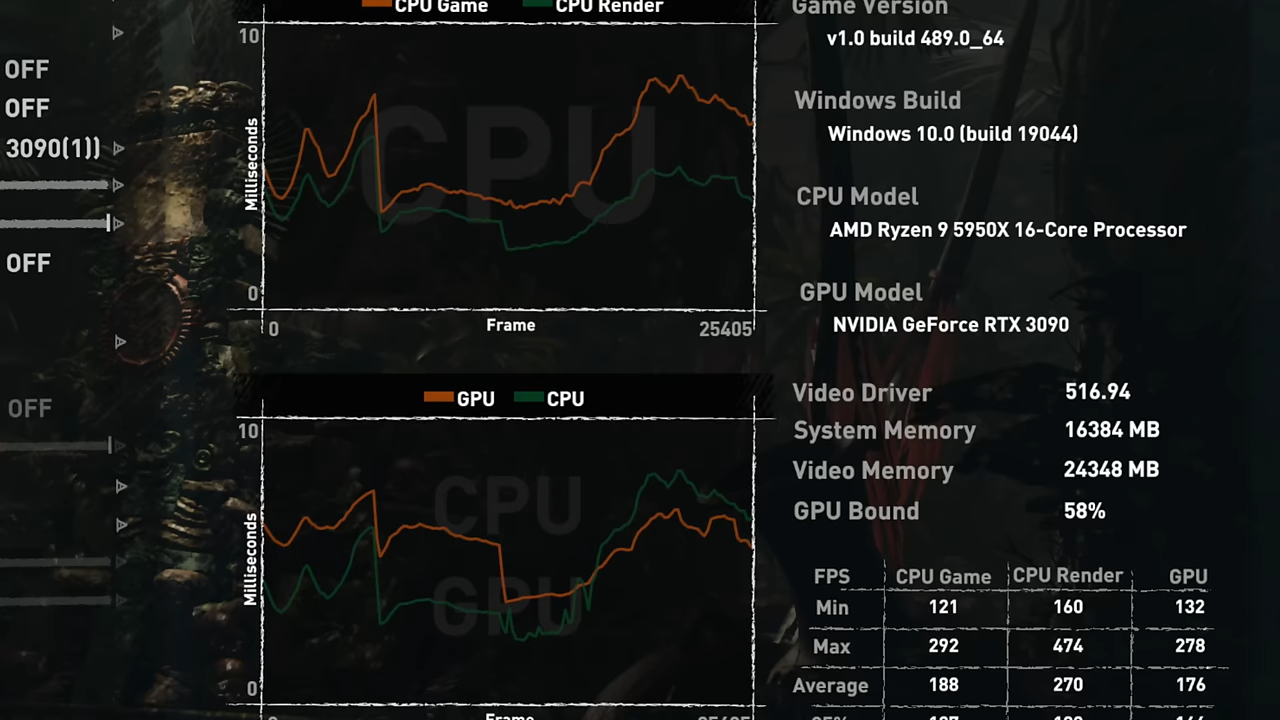 OFF
OFF
3090(1))
OFF
OFF
CPU Game CPU Render
10
CPU
Milliseconds
0
0 Frame 25405
GPU CPU
10
CPU
GPU
Milliseconds
0
Frame
Game Version
v1.0 build 489.0_64
Windows Build
Windows 10.0 (build 19044)
CPU Model
AMD Ryzen 9 5950X 16-Core Processor
GPU Model
NVIDIA GeForce RTX 3090
Video Driver 516.94
System Memory 16384 MB
Video Memory 24348 MB
GPU Bound 58%
FPS CPU Game CPU Render GPU
Min 121 160 132
Max 292 474 278
Average 188 270 176